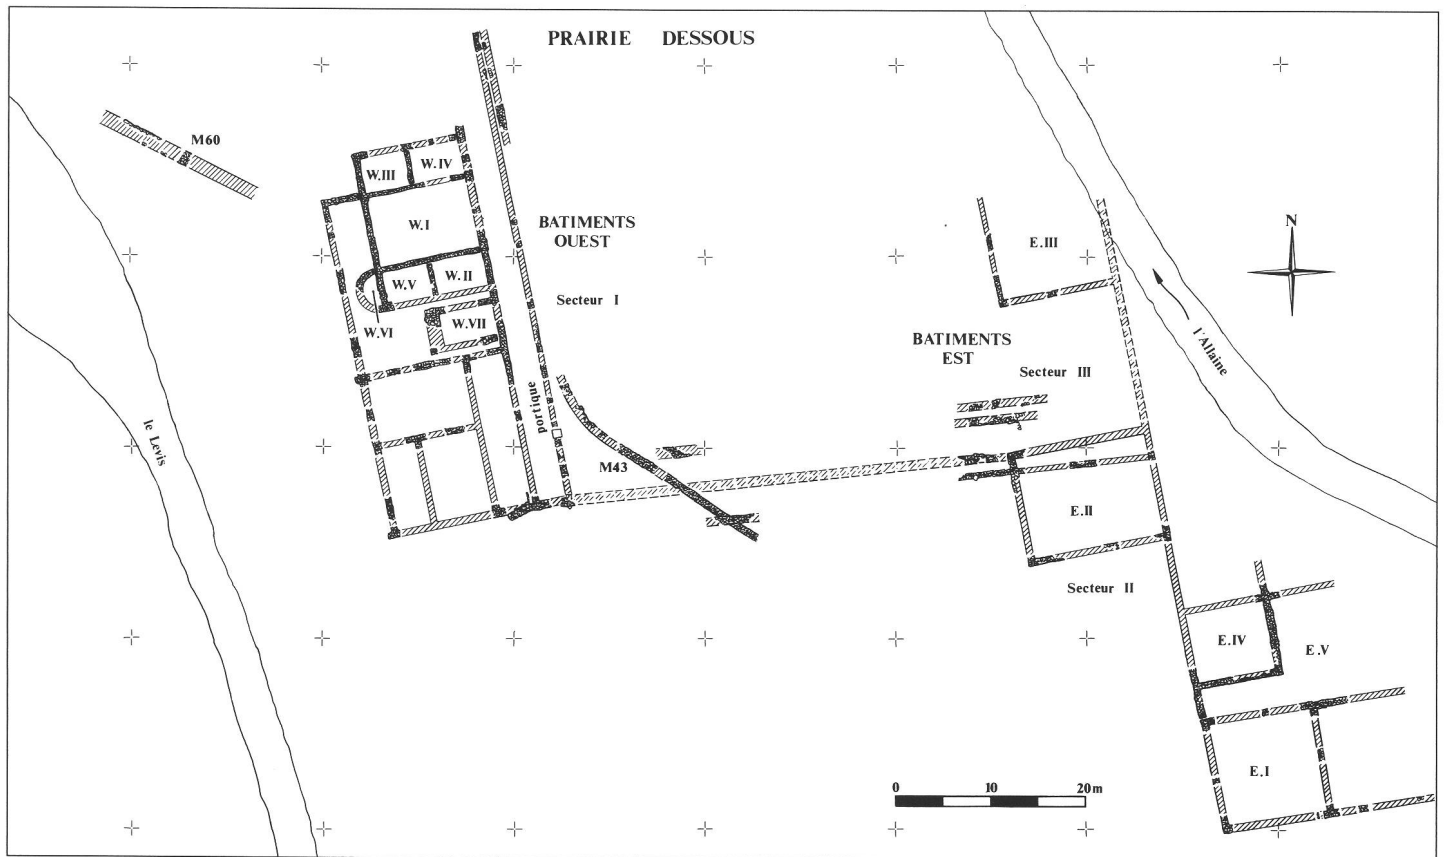 PRAIRIE DESSOUS
M60
W.III
W.IV
W.I
BATIMENTS
OUEST
N
E.III
W.V
W.II
Secteur I
W.VI
W.VII
l'Allaine
BATIMENTS
EST
Secteur III
portique
le Levis
M43
E.II
Secteur II
E.IV
E.V
E.I
0 10 20m